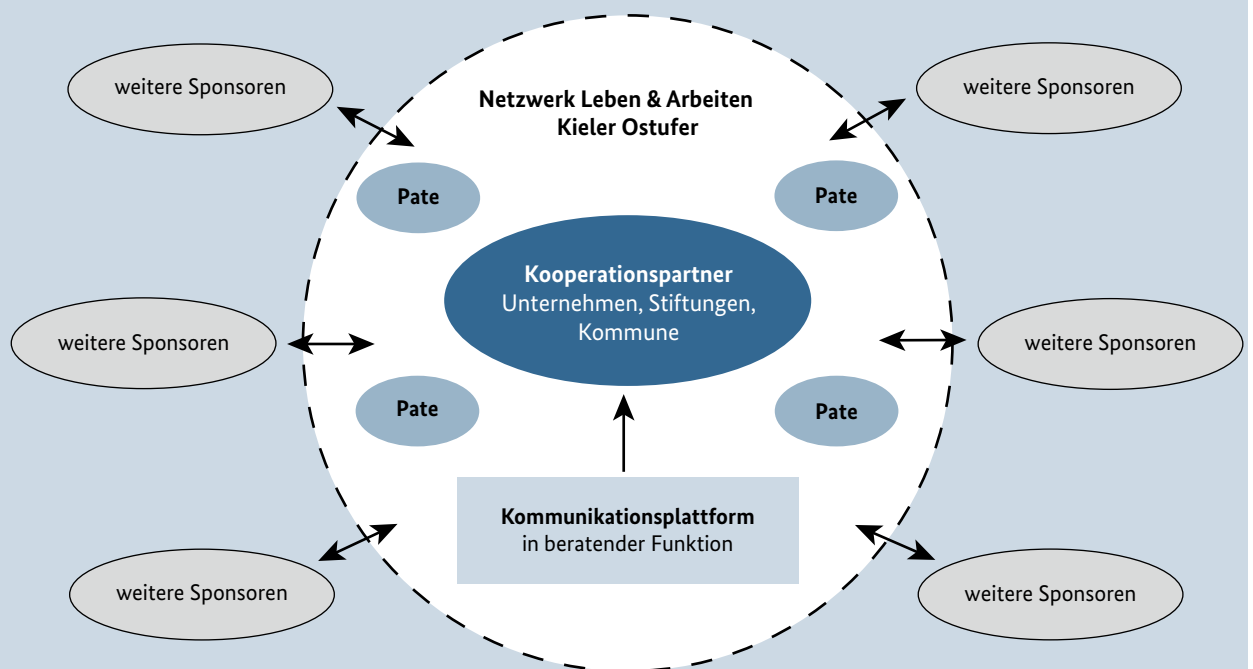 weitere Sponsoren
weitere Sponsoren
Netzwerk Leben & Arbeiten
Kieler Ostufer
Pate
Pate
Kooperationspartner
Unternehmen, Stiftungen,
Kommune
weitere Sponsoren
weitere Sponsoren
Pate
Pate
Kommunikationsplattform
in beratender Funktion
weitere Sponsoren
weitere Sponsoren